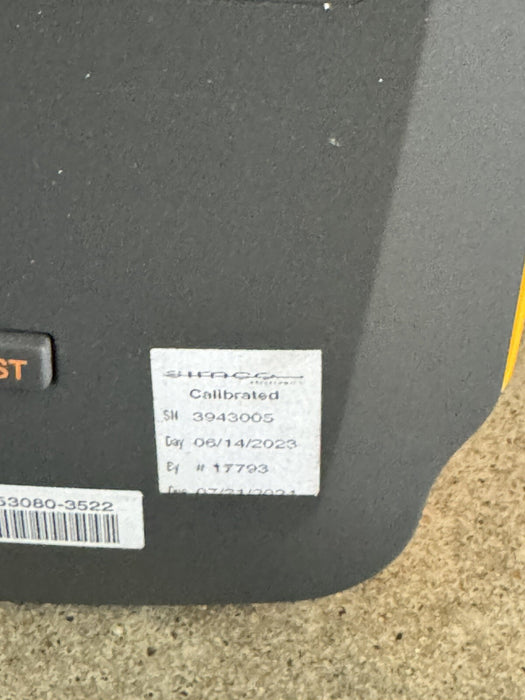 ST
Calibrated
SN 3943005
Day 06/14/2023
By # 17793
53080-3522